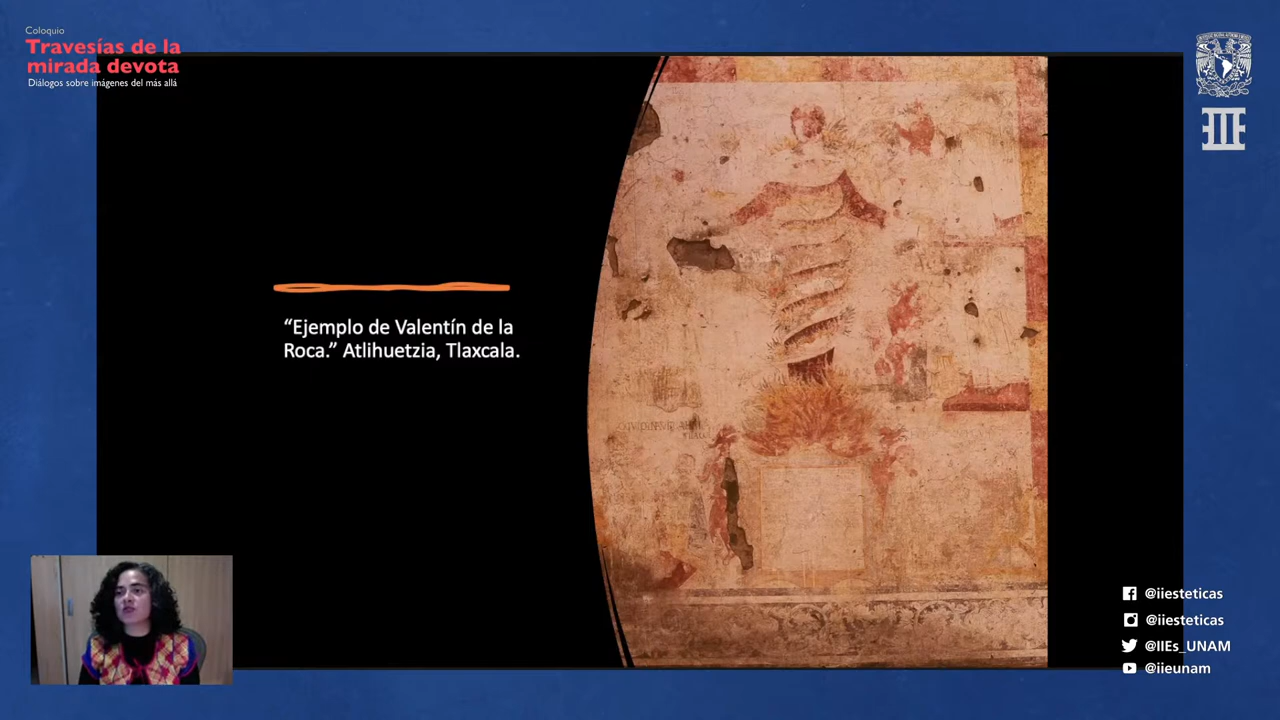 Coloquio
Travesías de la
mirada devota
Diálogos sobre imágenes del más allá
“Ejemplo de Valentín de la
Roca.” Atlihuetzia, Tlaxcala.
@iiesteticas
@iiesteticas
@IIEs_UNAM
@iieunam